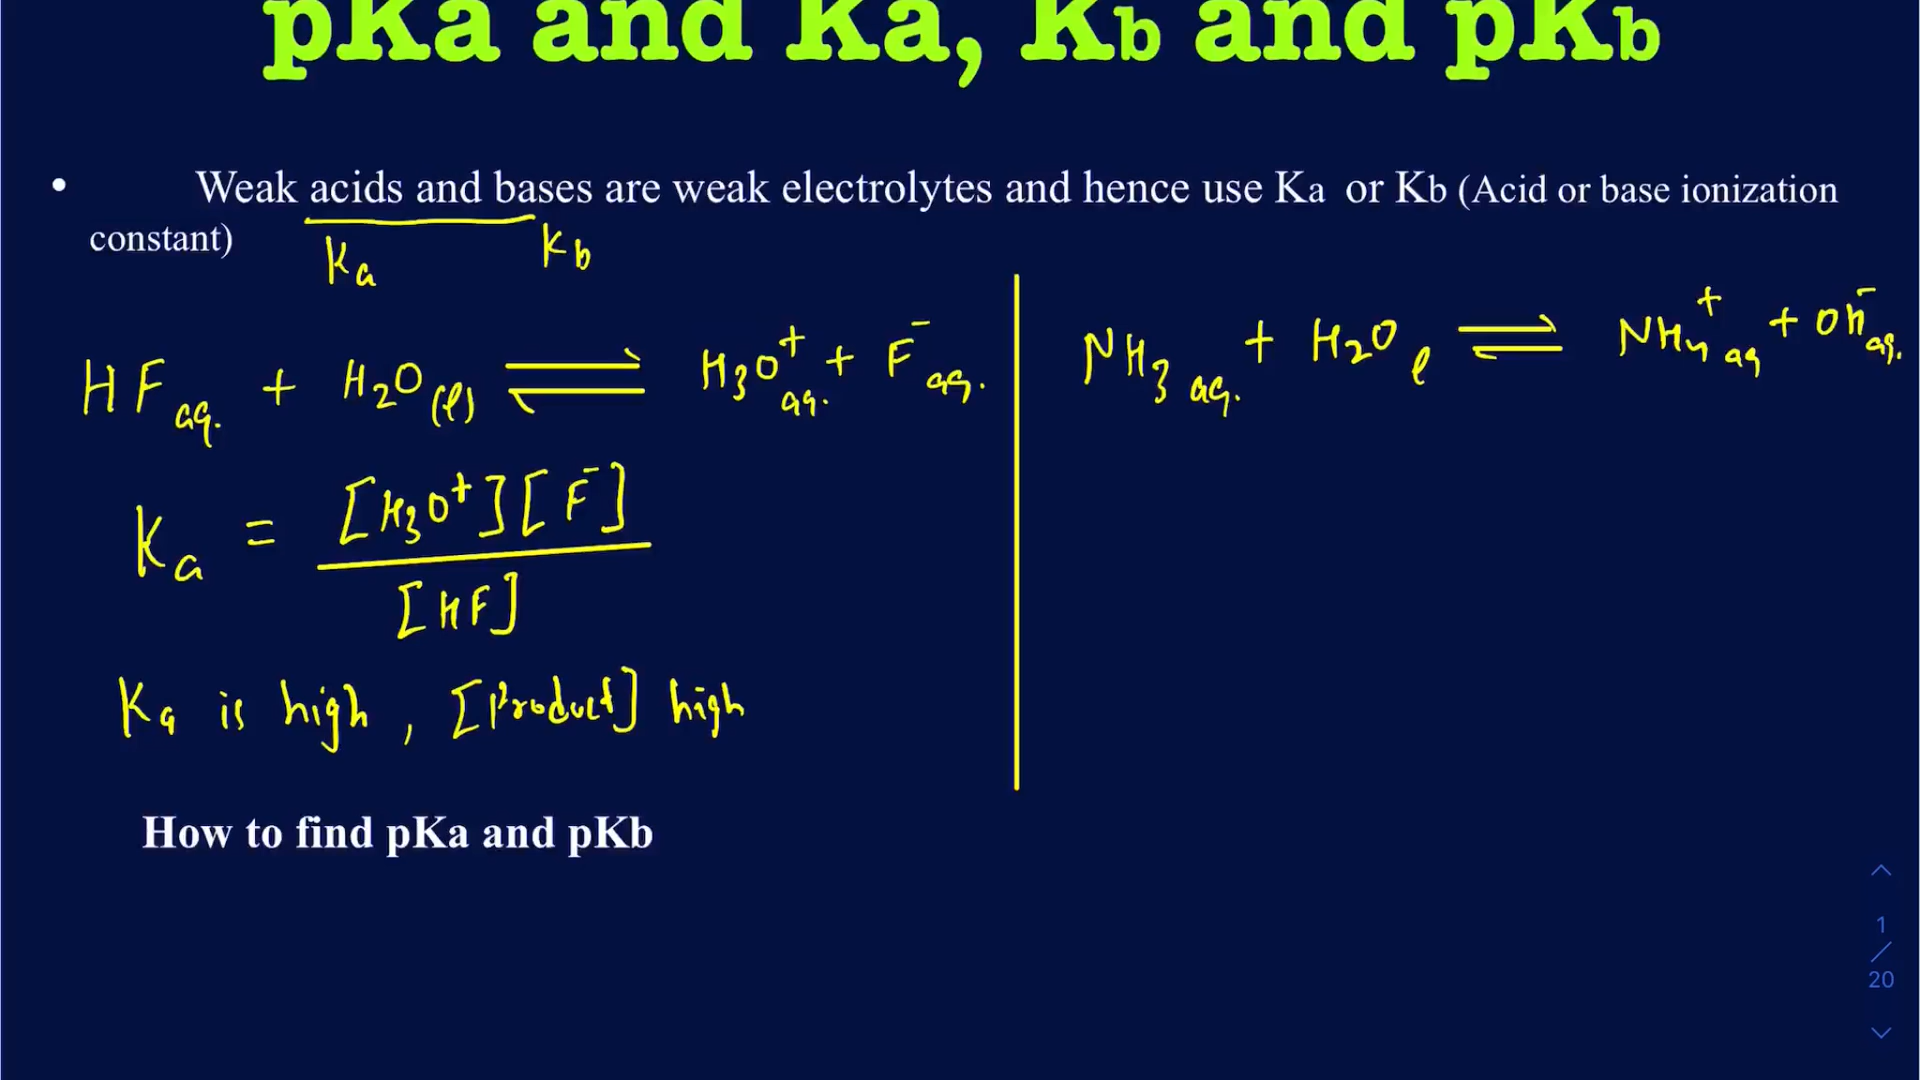 pKa and Ka, Kb and pKb
• Weak acids and bases are weak electrolytes and hence use Ka or Kb (Acid or base ionization
constant)
Ka Kb
HF aq. + H2O (l) ⇌ H3O+ aq. + F- aq.
Ka = [H3O+][F-] / [HF]
Ka is high, [Product] high
NH3 aq. + H2O l ⇌ NH4+ aq + OH- aq.
How to find pKa and pKb
1
/
20